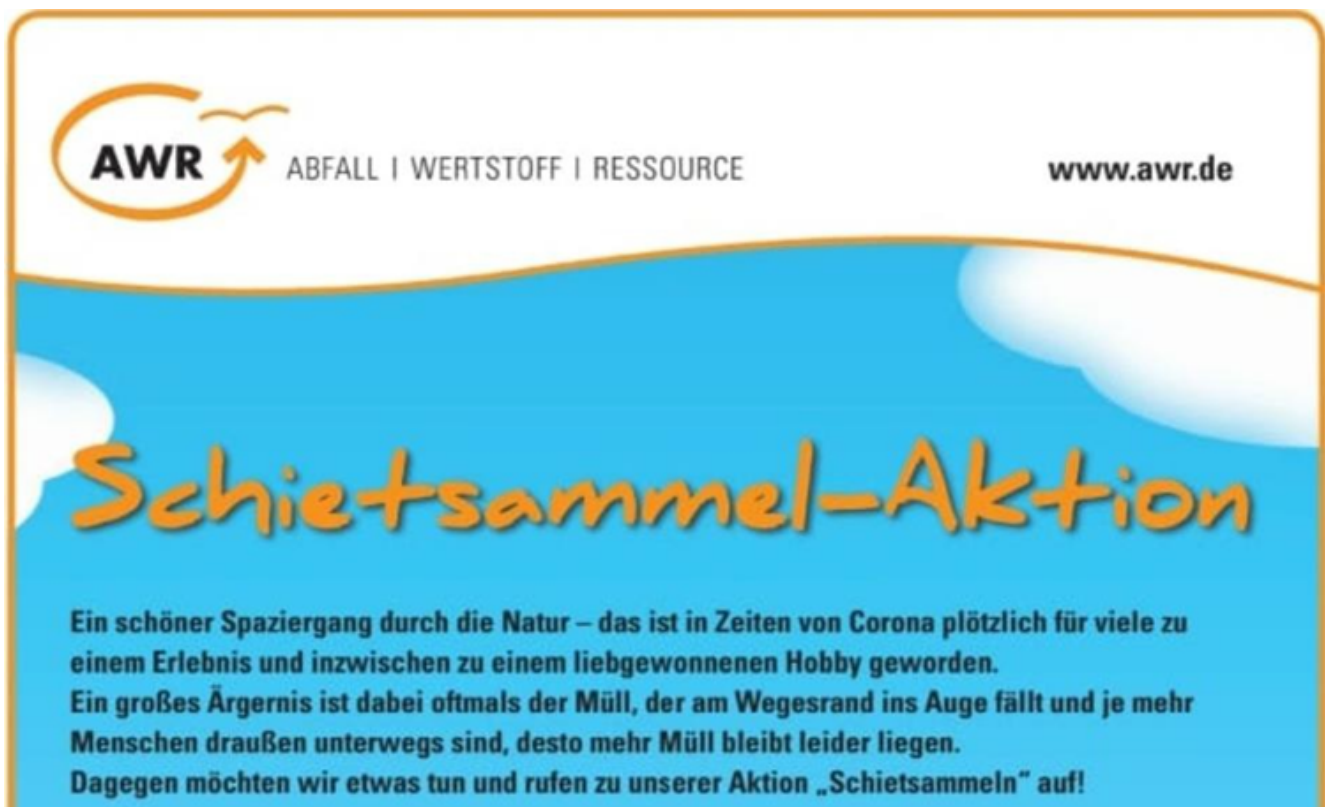 AWR ABFALL | WERTSTOFF | RESSOURCE www.awr.de
Schietsammel-Aktion
Ein schöner Spaziergang durch die Natur – das ist in Zeiten von Corona plötzlich für viele zu
einem Erlebnis und inzwischen zu einem liebgewonnenen Hobby geworden.
Ein großes Ärgernis ist dabei oftmals der Müll, der am Wegesrand ins Auge fällt und je mehr
Menschen draußen unterwegs sind, desto mehr Müll bleibt leider liegen.
Dagegen möchten wir etwas tun und rufen zu unserer Aktion „Schietsammeln“ auf!